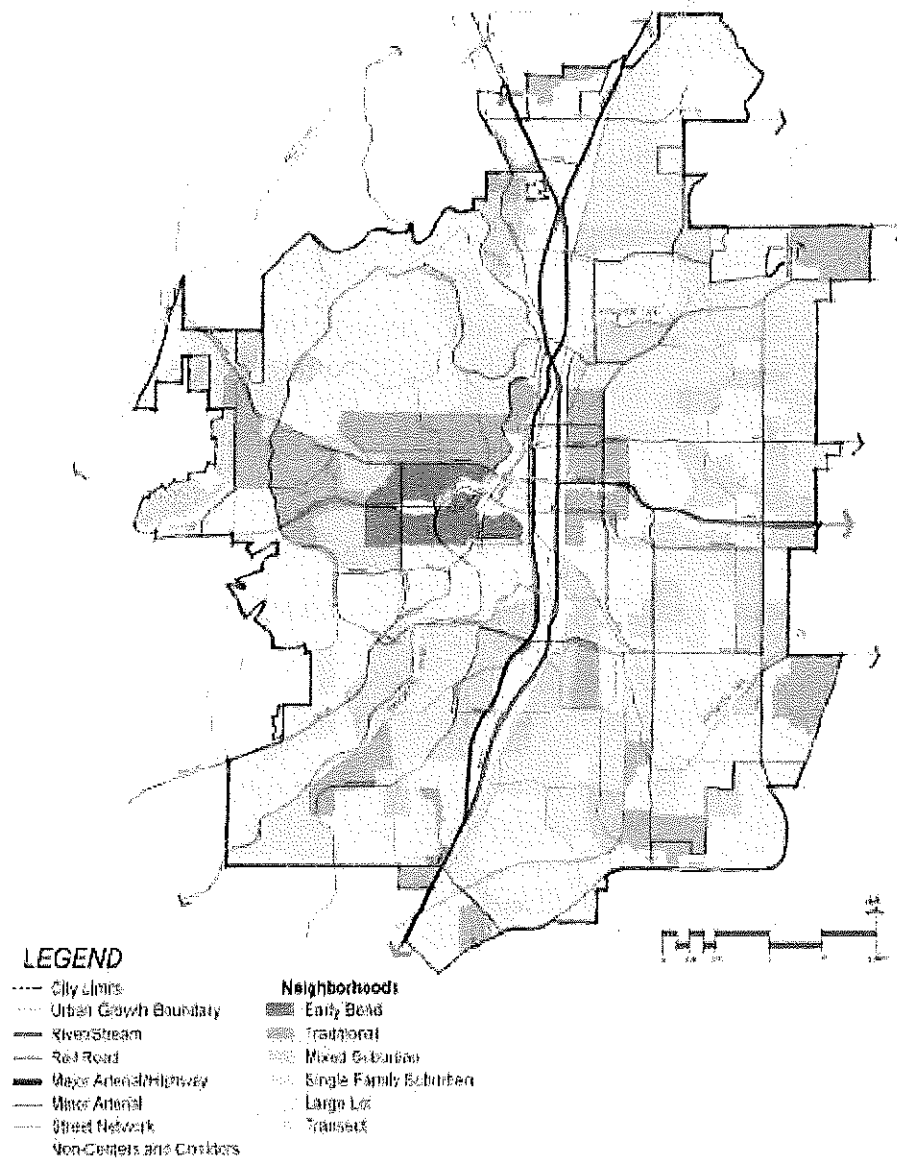 LEGEND
City Limits
Urban Growth Boundary
River/Stream
Rail Road
Major Arterial/Highway
Minor Arterial
Street Network
Non-Centers and Corridors
Neighborhoods
Early Bend
Traditional
Mixed Suburban
Single Family Suburban
Large Lot
Transect